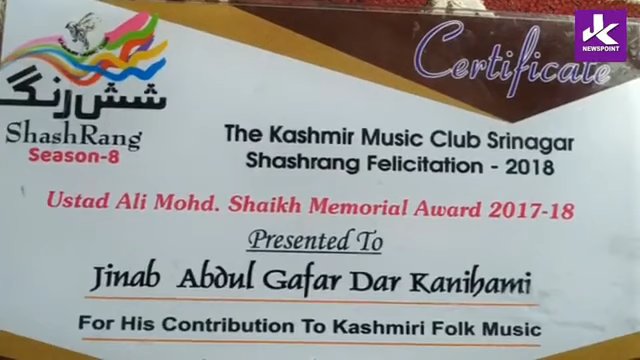 JK
NEWSPOINT
Certificate
شش رنگ
ShashRang
Season-8
The Kashmir Music Club Srinagar
Shashrang Felicitation - 2018
Ustad Ali Mohd. Shaikh Memorial Award 2017-18
Presented To
Jinab Abdul Gafar Dar Kanihami
For His Contribution To Kashmiri Folk Music